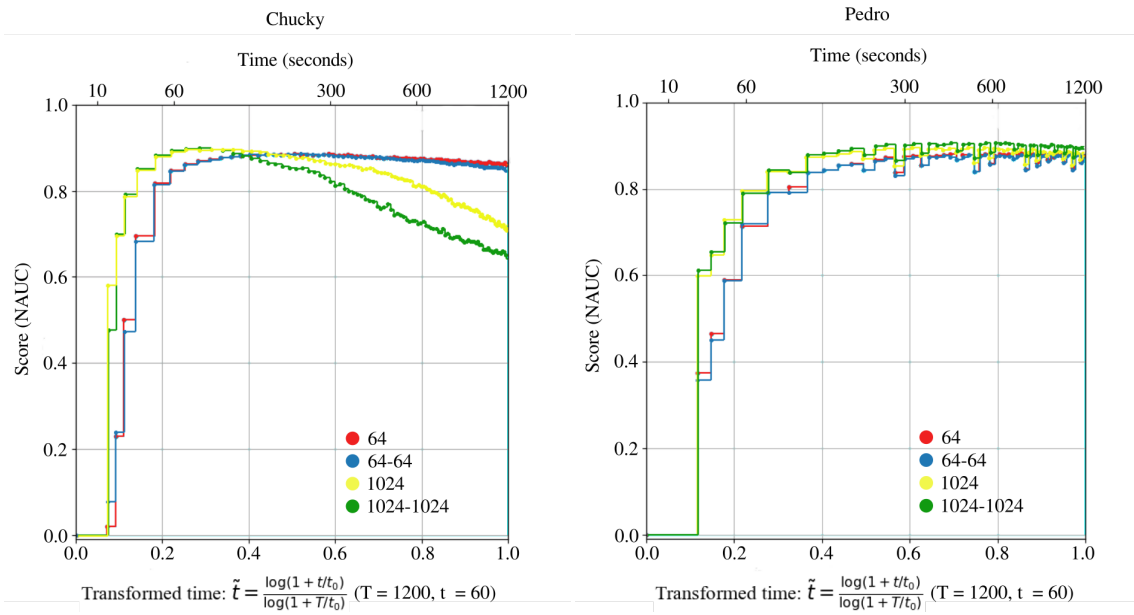 Chucky
Time (seconds)
10 60 300 600 1200
1.0
0.8
0.6
0.4
0.2
0.0
Score (NAUC)
64
64-64
1024
1024-1024
0.0 0.2 0.4 0.6 0.8 1.0
Transformed time: t̃ = log(1 + t/t₀) / log(1 + T/t₀) (T = 1200, t = 60)
Pedro
Time (seconds)
10 60 300 600 1200
1.0
0.8
0.6
0.4
0.2
0.0
Score (NAUC)
64
64-64
1024
1024-1024
0.0 0.2 0.4 0.6 0.8 1.0
Transformed time: t̃ = log(1 + t/t₀) / log(1 + T/t₀) (T = 1200, t = 60)